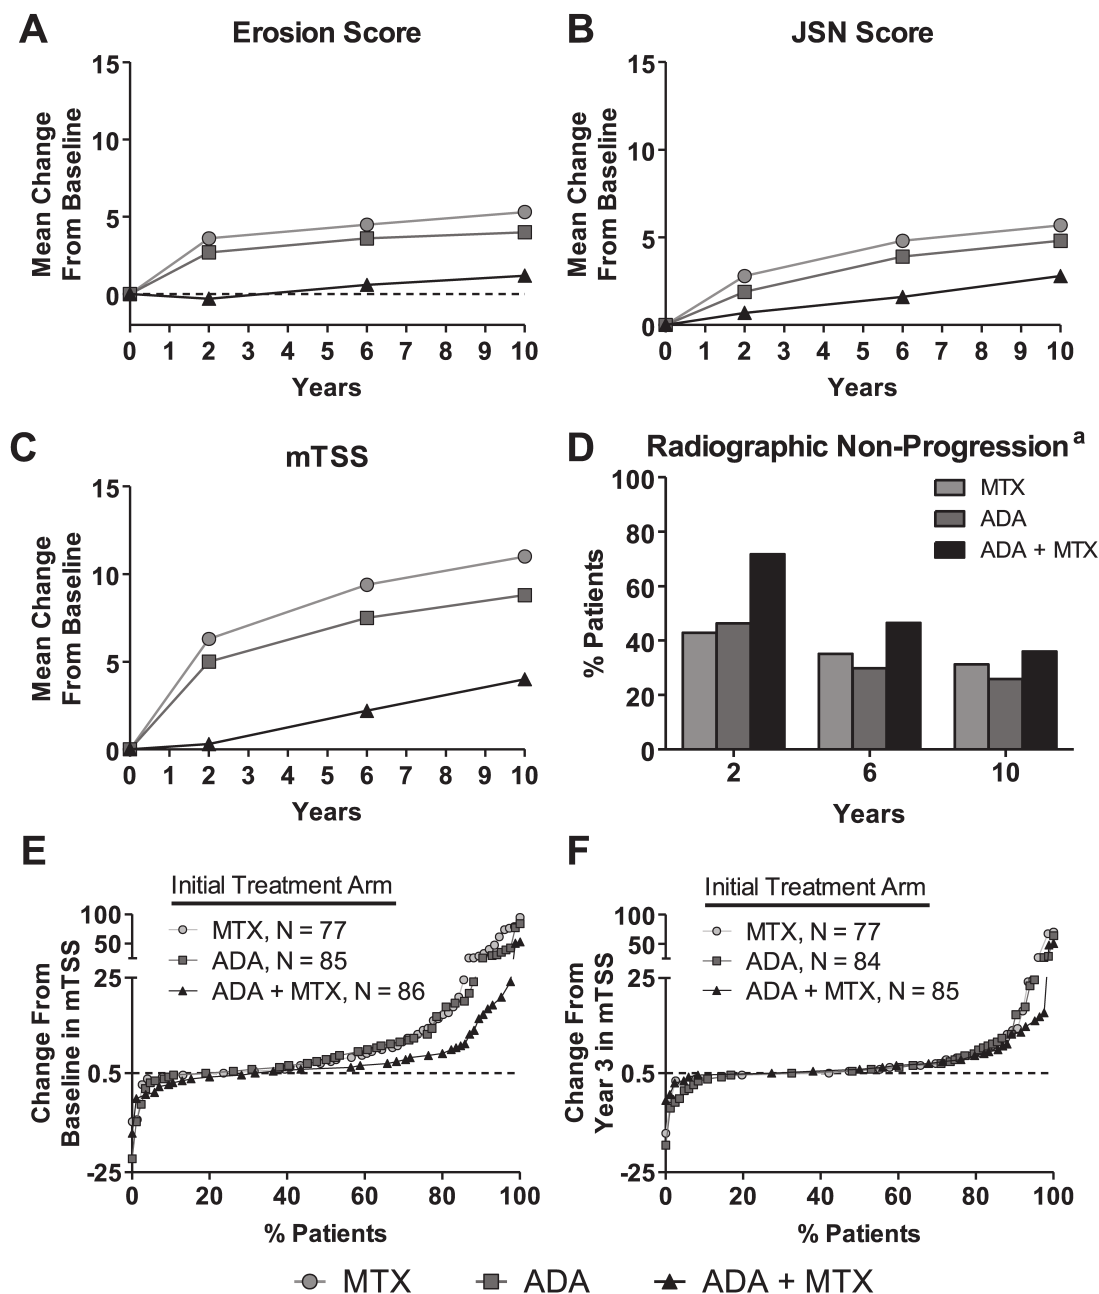 A
Erosion Score
15
10
5
0
Mean Change
From Baseline
0 1 2 3 4 5 6 7 8 9 10
Years
B
JSN Score
15
10
5
0
Mean Change
From Baseline
0 1 2 3 4 5 6 7 8 9 10
Years
C
mTSS
15
10
5
0
Mean Change
From Baseline
0 1 2 3 4 5 6 7 8 9 10
Years
D
Radiographic Non-Progression a
100
80
60
40
20
0
% Patients
MTX
ADA
ADA + MTX
2 6 10
Years
E
Initial Treatment Arm
MTX, N = 77
ADA, N = 85
ADA + MTX, N = 86
100
50
25
0.5
-25
Change From
Baseline in mTSS
0 20 40 60 80 100
% Patients
F
Initial Treatment Arm
MTX, N = 77
ADA, N = 84
ADA + MTX, N = 85
100
50
25
0.5
-25
Change From
Year 3 in mTSS
0 20 40 60 80 100
% Patients
MTX ADA ADA + MTX